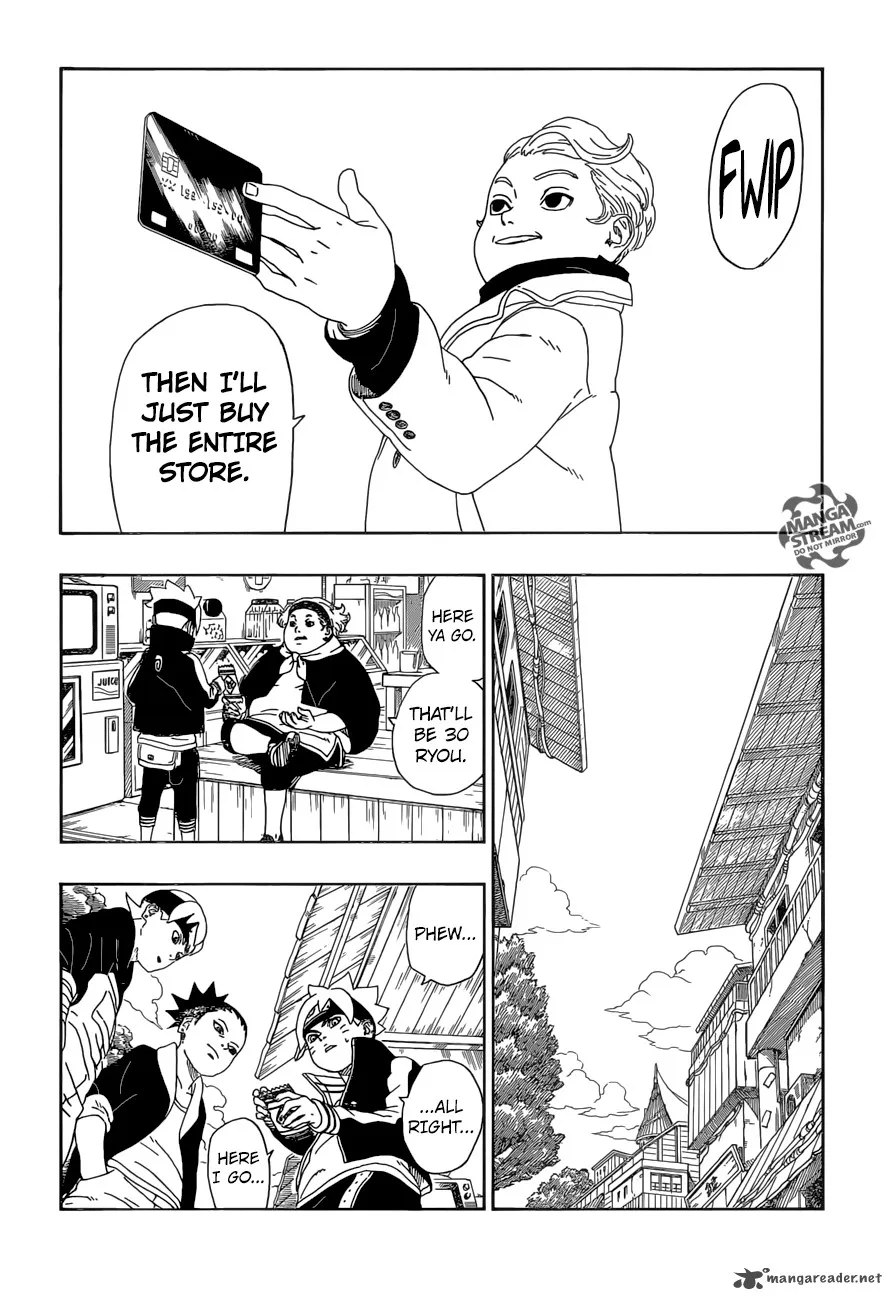 FWIP
THEN I'LL
JUST BUY
THE ENTIRE
STORE.
MANGA
STREAM.com
DO NOT MIRROR
HERE
YA GO.
THAT'LL
BE 30
RYOU.
JUICE
PHEW...
...ALL
RIGHT...
HERE
I GO...
mangareader.net